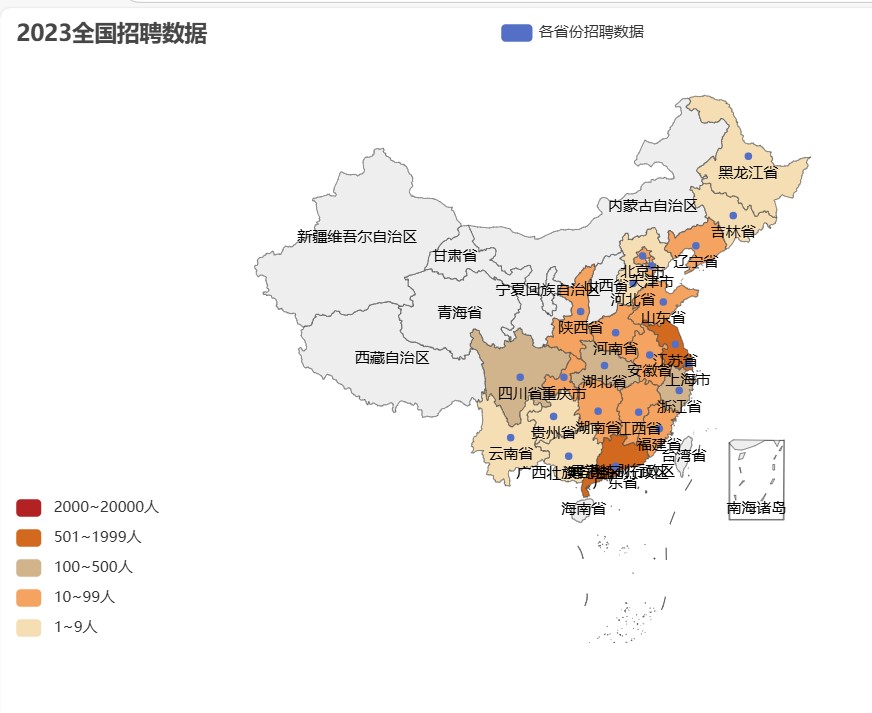 2023全国招聘数据
各省份招聘数据
黑龙江省
内蒙古自治区
吉林省
新疆维吾尔自治区
甘肃省
辽宁省
北京市
天津市
宁夏回族自治区
山西省
河北省
青海省
山东省
陕西省
河南省
西藏自治区
江苏省
安徽省
上海市
湖北省
四川省
重庆市
浙江省
湖南省
江西省
贵州省
福建省
云南省
台湾省
广西壮族
别行政区
广东省
海南省
南海诸岛
2000~20000人
501~1999人
100~500人
10~99人
1~9人